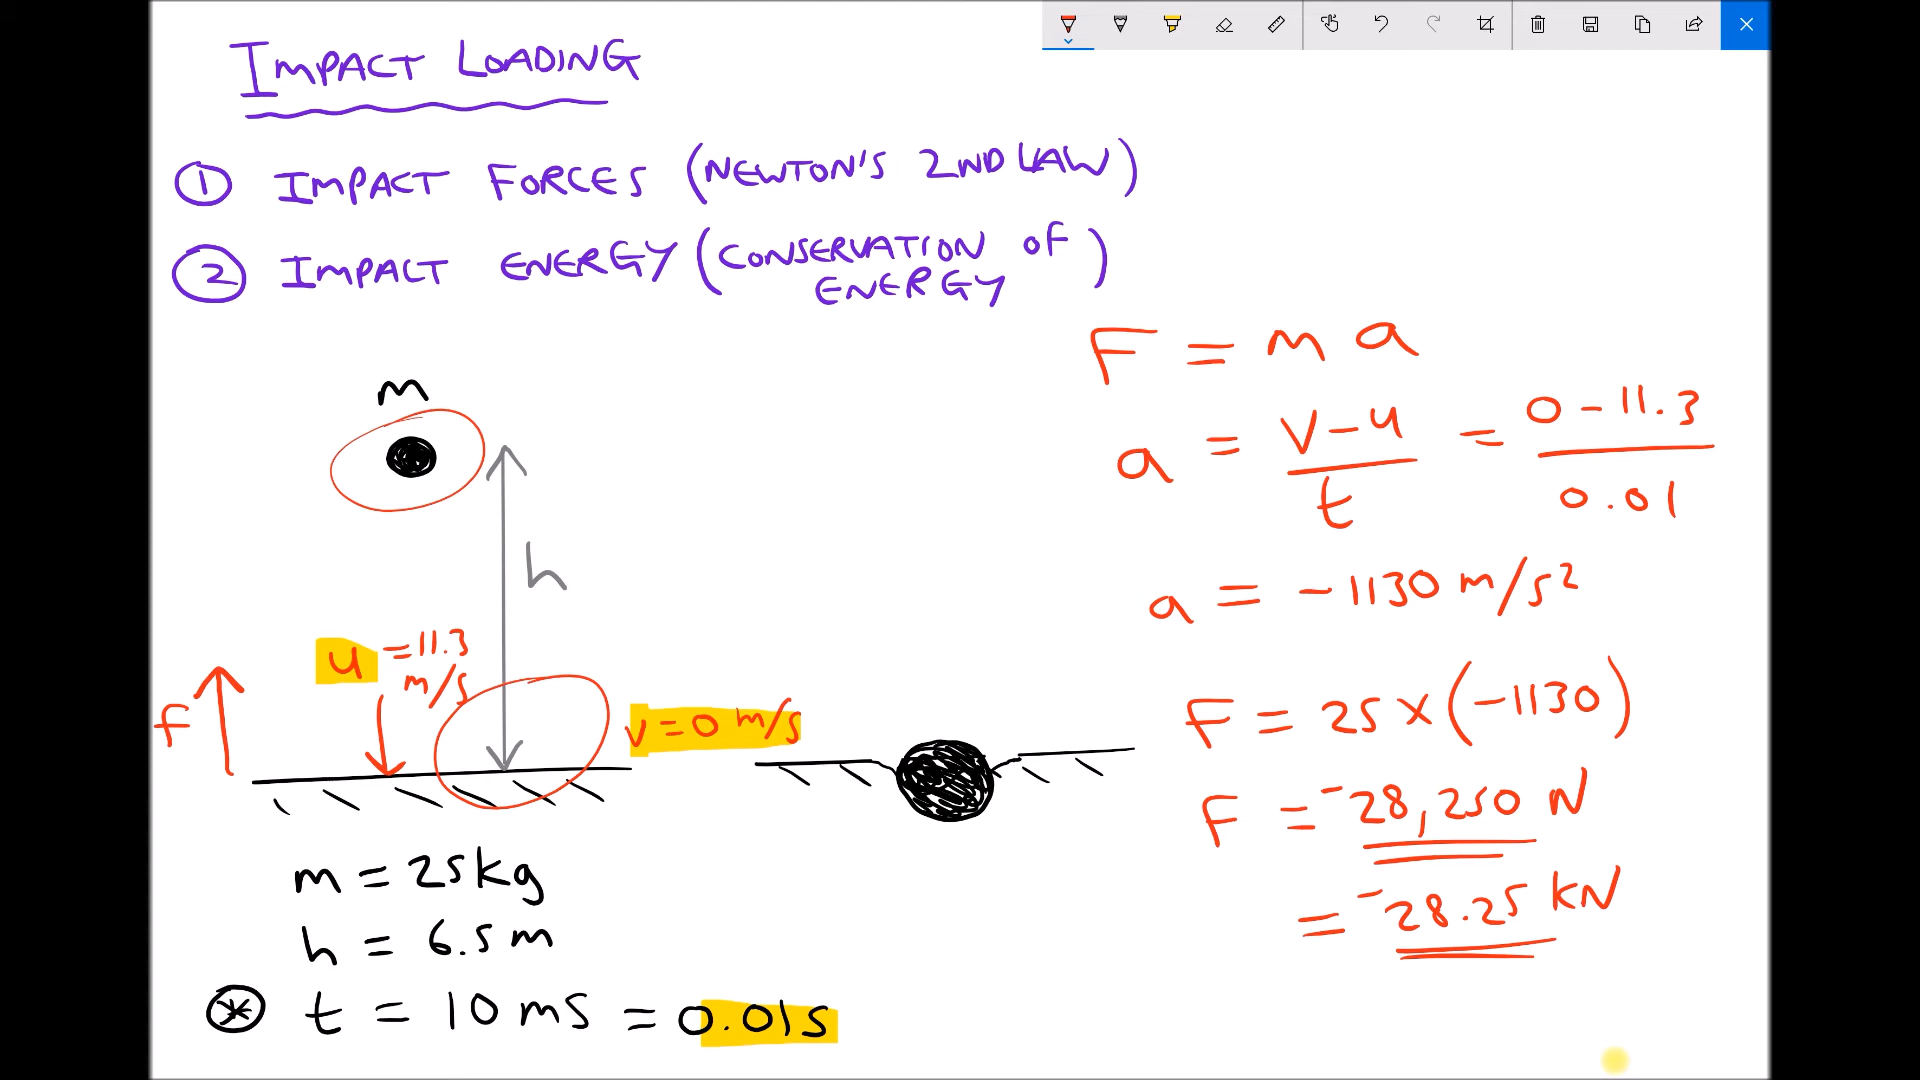 IMPACT LOADING
① IMPACT FORCES (NEWTON'S 2ND LAW)
② IMPACT ENERGY (CONSERVATION OF
ENERGY)
m
h
u = 11.3
m/s
F
v = 0 m/s
m = 25kg
h = 6.5m
⊛ t = 10 ms = 0.01s
F = m a
a = v-u / t = 0 - 11.3 / 0.01
a = -1130 m/s²
F = 25 × (-1130)
F = -28,250 N
= -28.25 kN